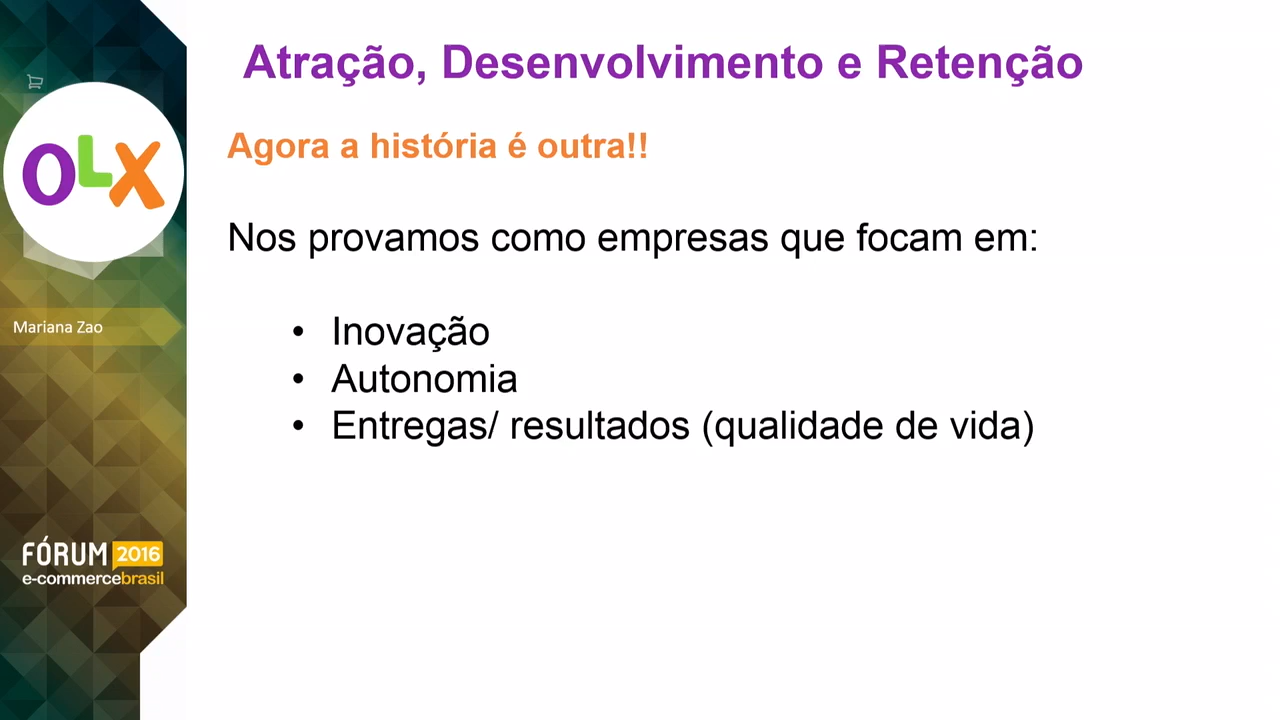 Atração, Desenvolvimento e Retenção
Agora a história é outra!!
OLX
Nos provamos como empresas que focam em:
Mariana Zao
• Inovação
• Autonomia
• Entregas/ resultados (qualidade de vida)
FÓRUM 2016
e-commercebrasil